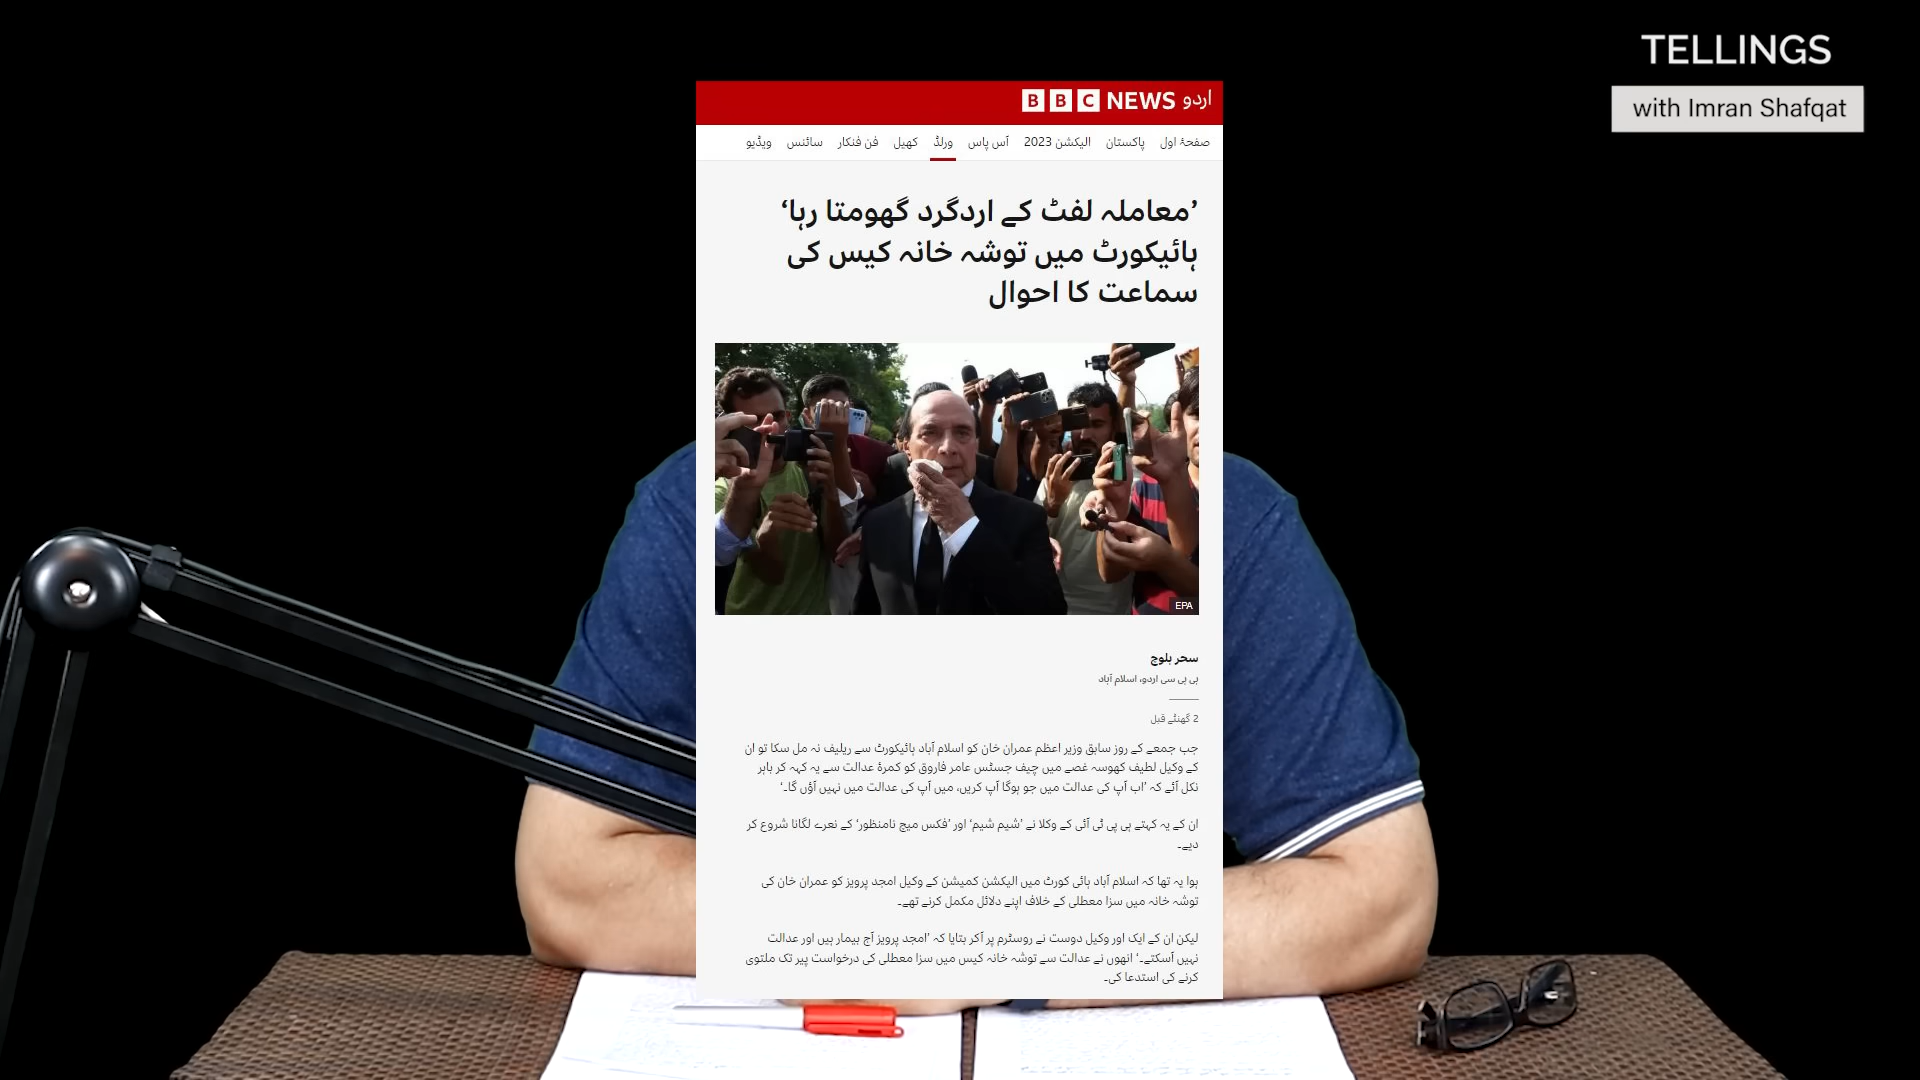 TELLINGS
with Imran Shafqat
BBC NEWS اردو
صفحۂ اول پاکستان الیکشن 2023 آس پاس ورلڈ کھیل فن فنکار سائنس ویڈیو
’معاملہ لفٹ کے اردگرد گھومتا رہا‘
ہائیکورٹ میں توشہ خانہ کیس کی
سماعت کا احوال
EPA
سحر بلوچ
بی بی سی اردو، اسلام آباد
2 گھنٹے قبل
جب جمعے کے روز سابق وزیر اعظم عمران خان کو اسلام آباد ہائیکورٹ سے ریلیف نہ مل سکا تو ان
کے وکیل لطیف کھوسہ غصے میں چیف جسٹس عامر فاروق کو کمرۂ عدالت سے یہ کہہ کر باہر
نکل آئے کہ ’اب آپ کی عدالت میں جو ہوگا آپ کریں، میں آپ کی عدالت میں نہیں آؤں گا۔‘
ان کے یہ کہتے ہی پی ٹی آئی کے وکلا نے ’شیم شیم‘ اور ’فکس میچ نامنظور‘ کے نعرے لگانا شروع کر
دیے۔
ہوا یہ تھا کہ اسلام آباد ہائی کورٹ میں الیکشن کمیشن کے وکیل امجد پرویز کو عمران خان کی
توشہ خانہ میں سزا معطلی کے خلاف اپنے دلائل مکمل کرنے تھے۔
لیکن ان کے ایک اور وکیل دوست نے روسٹرم پر آکر بتایا کہ ’امجد پرویز آج بیمار ہیں اور عدالت
نہیں آسکتے۔‘ انھوں نے عدالت سے توشہ خانہ کیس میں سزا معطلی کی درخواست پیر تک ملتوی
کرنے کی استدعا کی۔